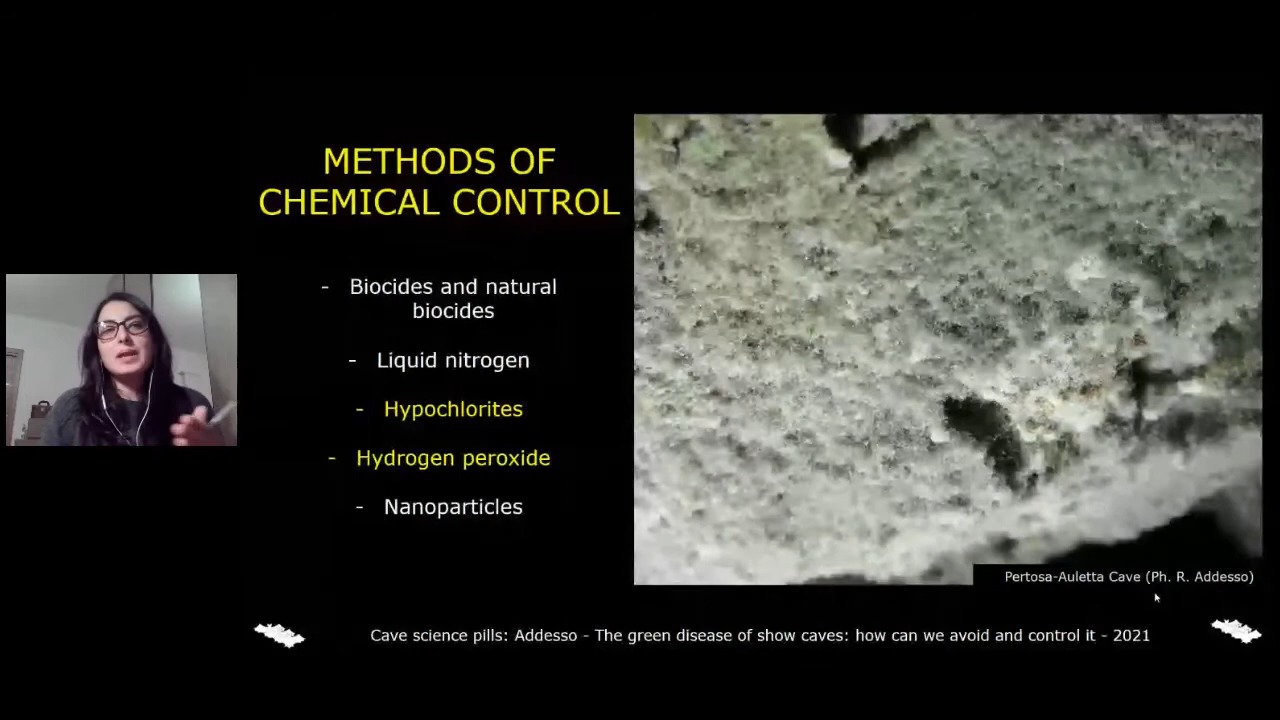 METHODS OF
CHEMICAL CONTROL
- Biocides and natural
biocides
- Liquid nitrogen
- Hypochlorites
- Hydrogen peroxide
- Nanoparticles
Pertosa-Auletta Cave (Ph. R. Addesso)
Cave science pills: Addesso - The green disease of show caves: how can we avoid and control it - 2021